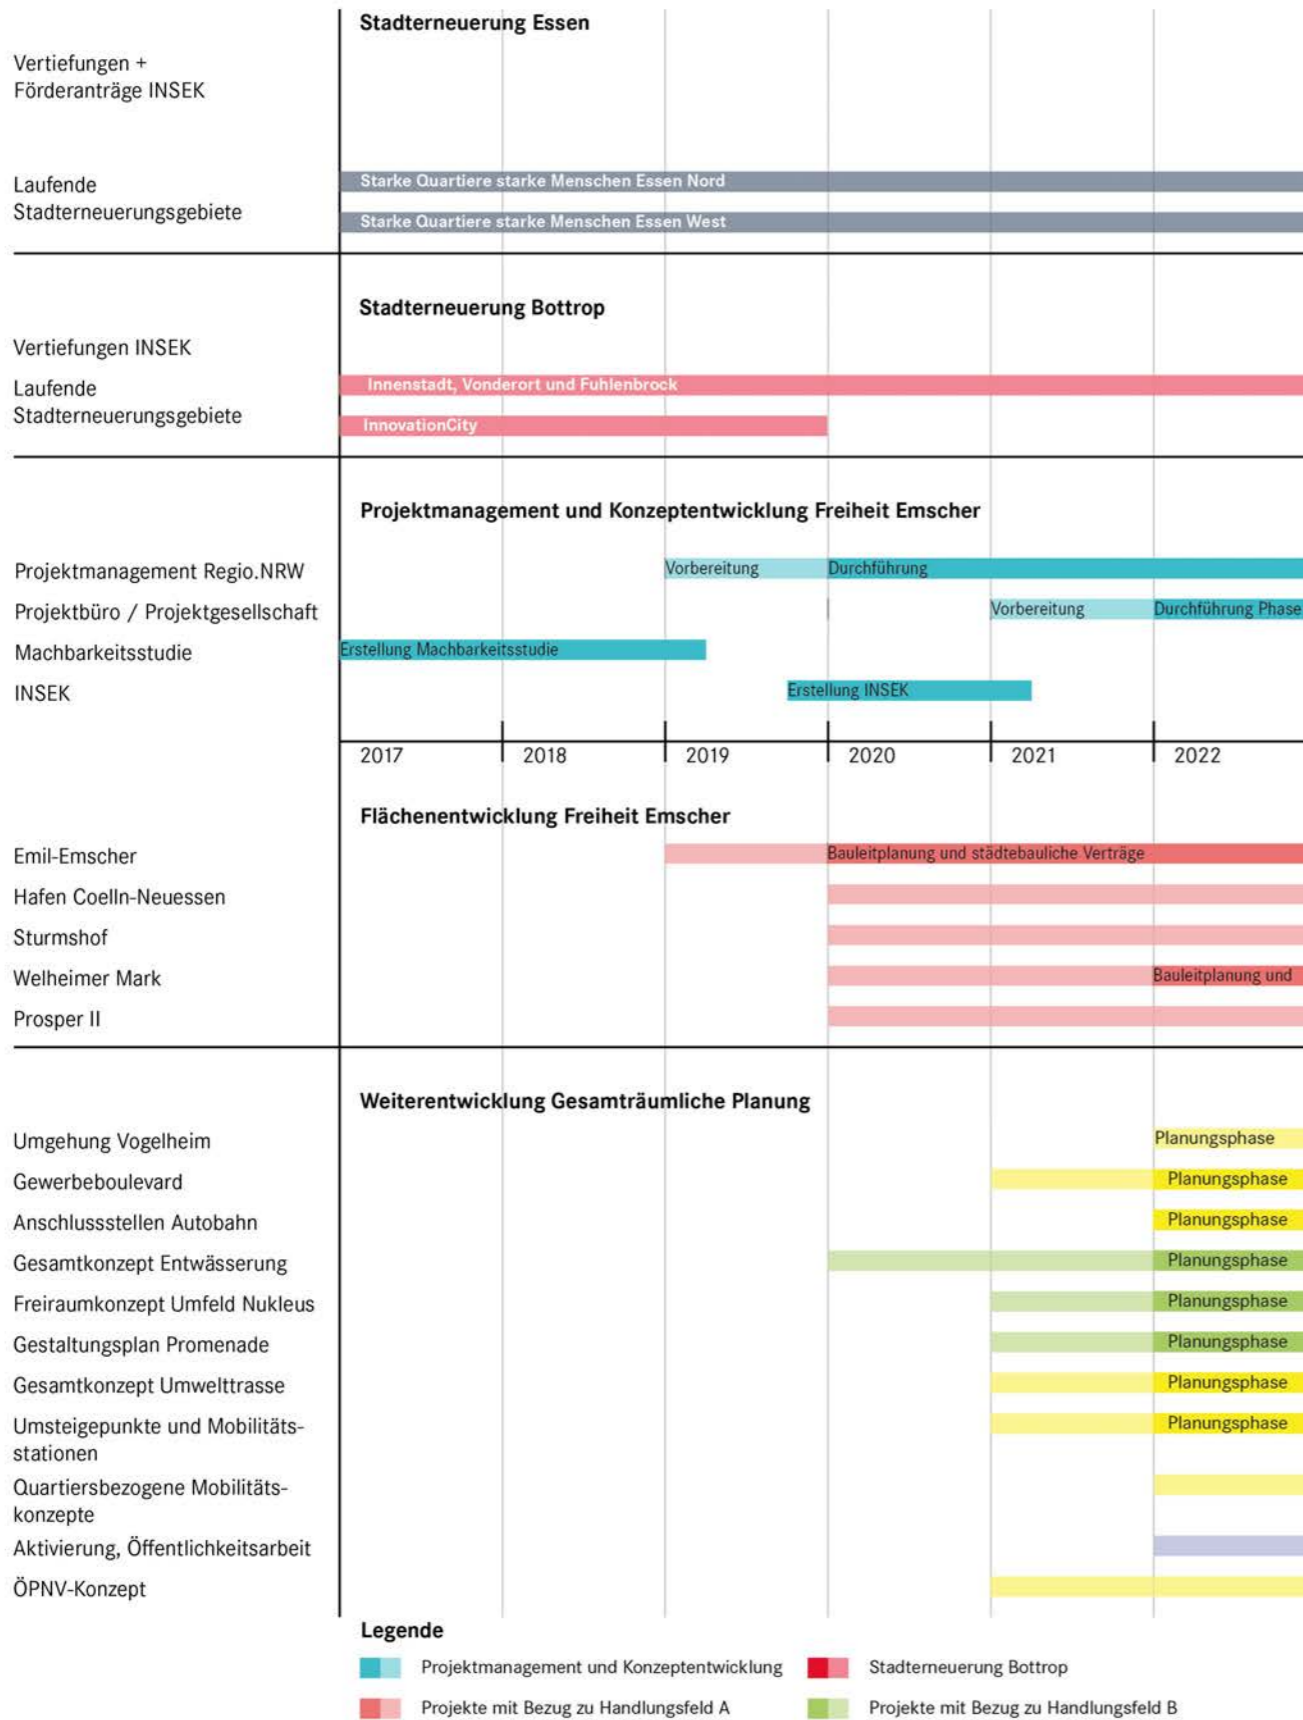 Stadterneuerung Essen
Vertiefungen +
Förderanträge INSEK
Laufende
Stadterneuerungsgebiete
Starke Quartiere starke Menschen Essen Nord
Starke Quartiere starke Menschen Essen West
Stadterneuerung Bottrop
Vertiefungen INSEK
Laufende
Stadterneuerungsgebiete
Innenstadt, Vonderort und Fuhlenbrock
InnovationCity
Projektmanagement und Konzeptentwicklung Freiheit Emscher
Projektmanagement Regio.NRW
Vorbereitung
Durchführung
Projektbüro / Projektgesellschaft
Vorbereitung
Durchführung Phase
Machbarkeitsstudie
Erstellung Machbarkeitsstudie
INSEK
Erstellung INSEK
2017
2018
2019
2020
2021
2022
Flächenentwicklung Freiheit Emscher
Emil-Emscher
Bauleitplanung und städtebauliche Verträge
Hafen Coelln-Neuessen
Sturmshof
Welheimer Mark
Bauleitplanung und
Prosper II
Weiterentwicklung Gesamträumliche Planung
Umgehung Vogelheim
Planungsphase
Gewerbeboulevard
Planungsphase
Anschlussstellen Autobahn
Planungsphase
Gesamtkonzept Entwässerung
Planungsphase
Freiraumkonzept Umfeld Nukleus
Planungsphase
Gestaltungsplan Promenade
Planungsphase
Gesamtkonzept Umwelttrasse
Planungsphase
Umsteigepunkte und Mobilitäts-
stationen
Planungsphase
Quartiersbezogene Mobilitäts-
konzepte
Aktivierung, Öffentlichkeitsarbeit
ÖPNV-Konzept
Legende
Projektmanagement und Konzeptentwicklung
Stadterneuerung Bottrop
Projekte mit Bezug zu Handlungsfeld A
Projekte mit Bezug zu Handlungsfeld B